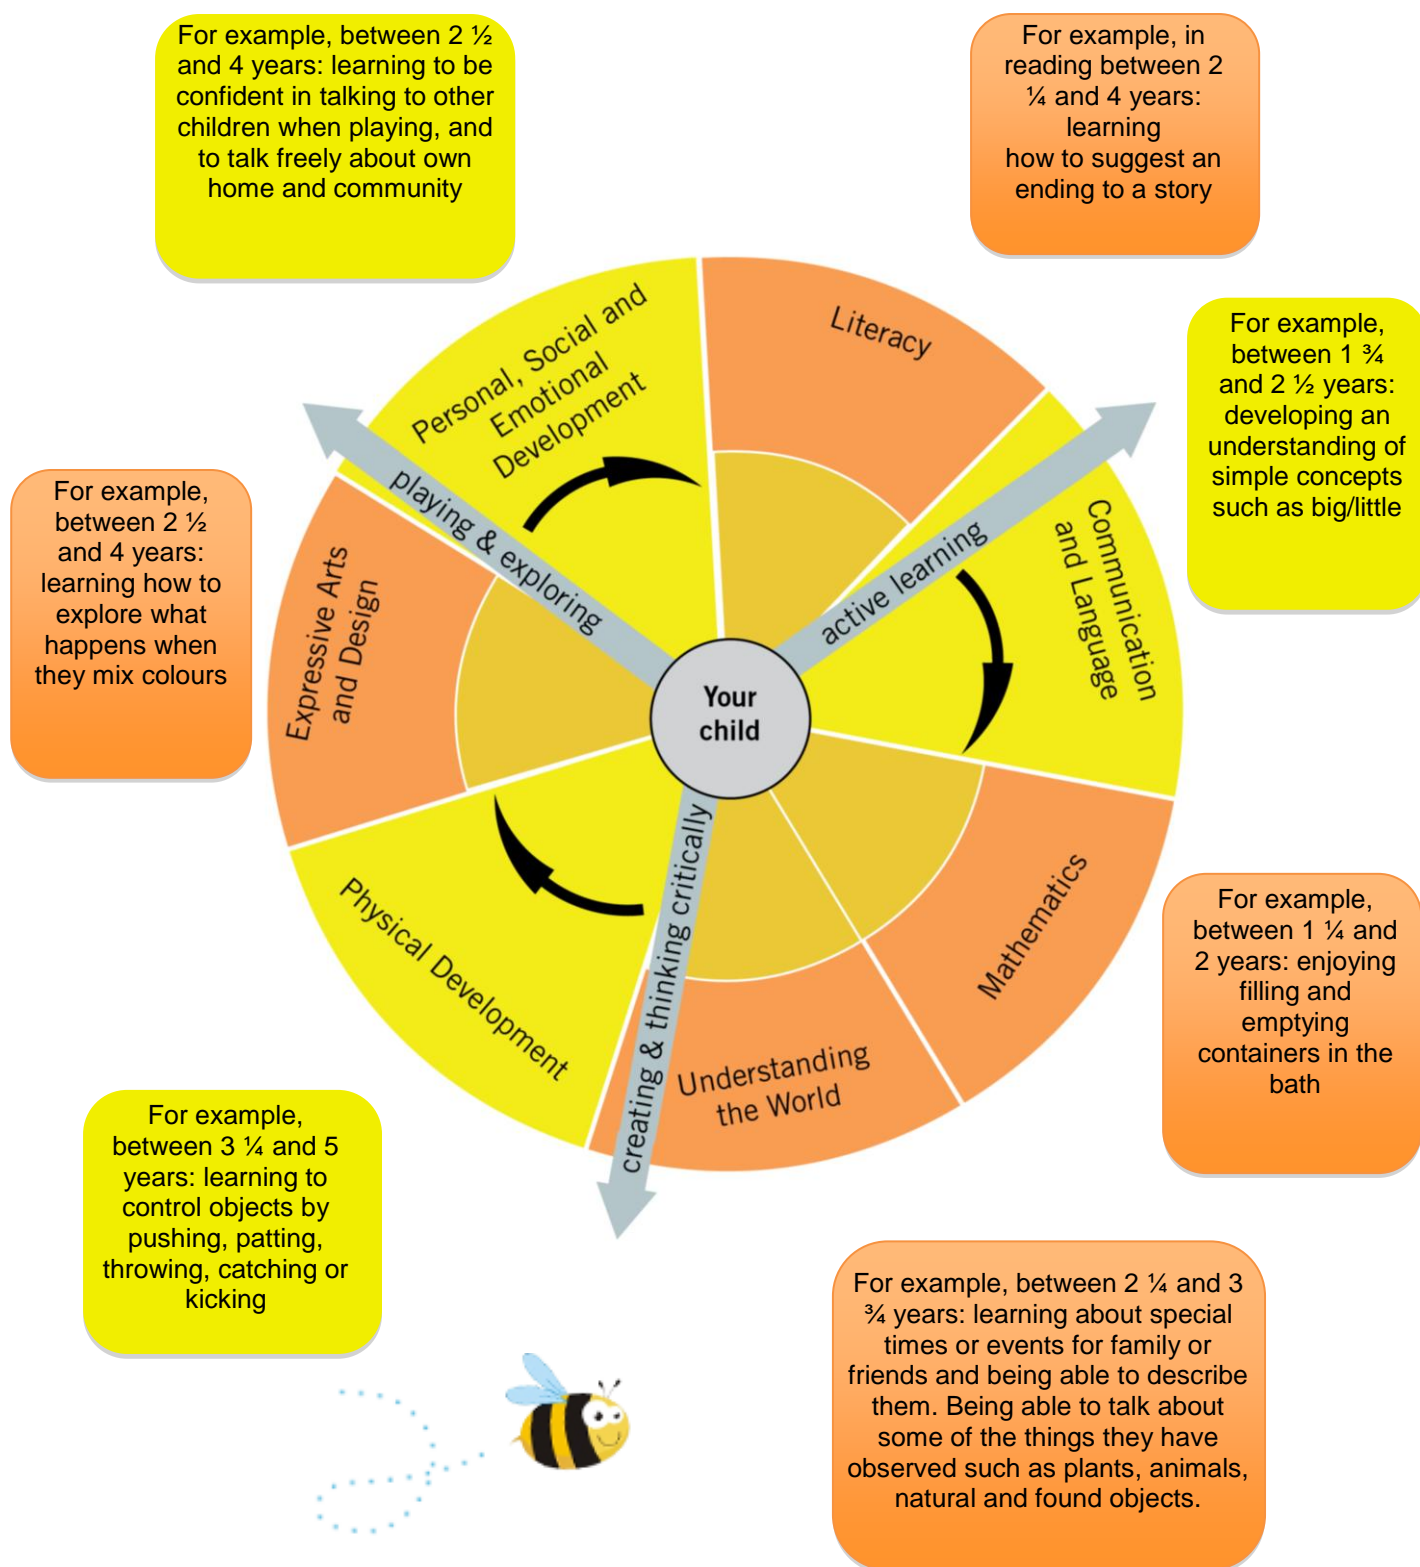 For example, between 2 ½
and 4 years: learning to be
confident in talking to other
children when playing, and
to talk freely about own
home and community
For example, in
reading between 2
¼ and 4 years:
learning
how to suggest an
ending to a story
For example,
between 1 ¾
and 2 ½ years:
developing an
understanding of
simple concepts
such as big/little
For example,
between 2 ½
and 4 years:
learning how to
explore what
happens when
they mix colours
Personal, Social and
Emotional
Development
Literacy
Communication
and Language
Expressive Arts
and Design
playing & exploring
active learning
Your
child
creating & thinking critically
Physical Development
Mathematics
Understanding
the World
For example,
between 1 ¼ and
2 years: enjoying
filling and
emptying
containers in the
bath
For example,
between 3 ¼ and 5
years: learning to
control objects by
pushing, patting,
throwing, catching or
kicking
For example, between 2 ¼ and 3
¾ years: learning about special
times or events for family or
friends and being able to describe
them. Being able to talk about
some of the things they have
observed such as plants, animals,
natural and found objects.